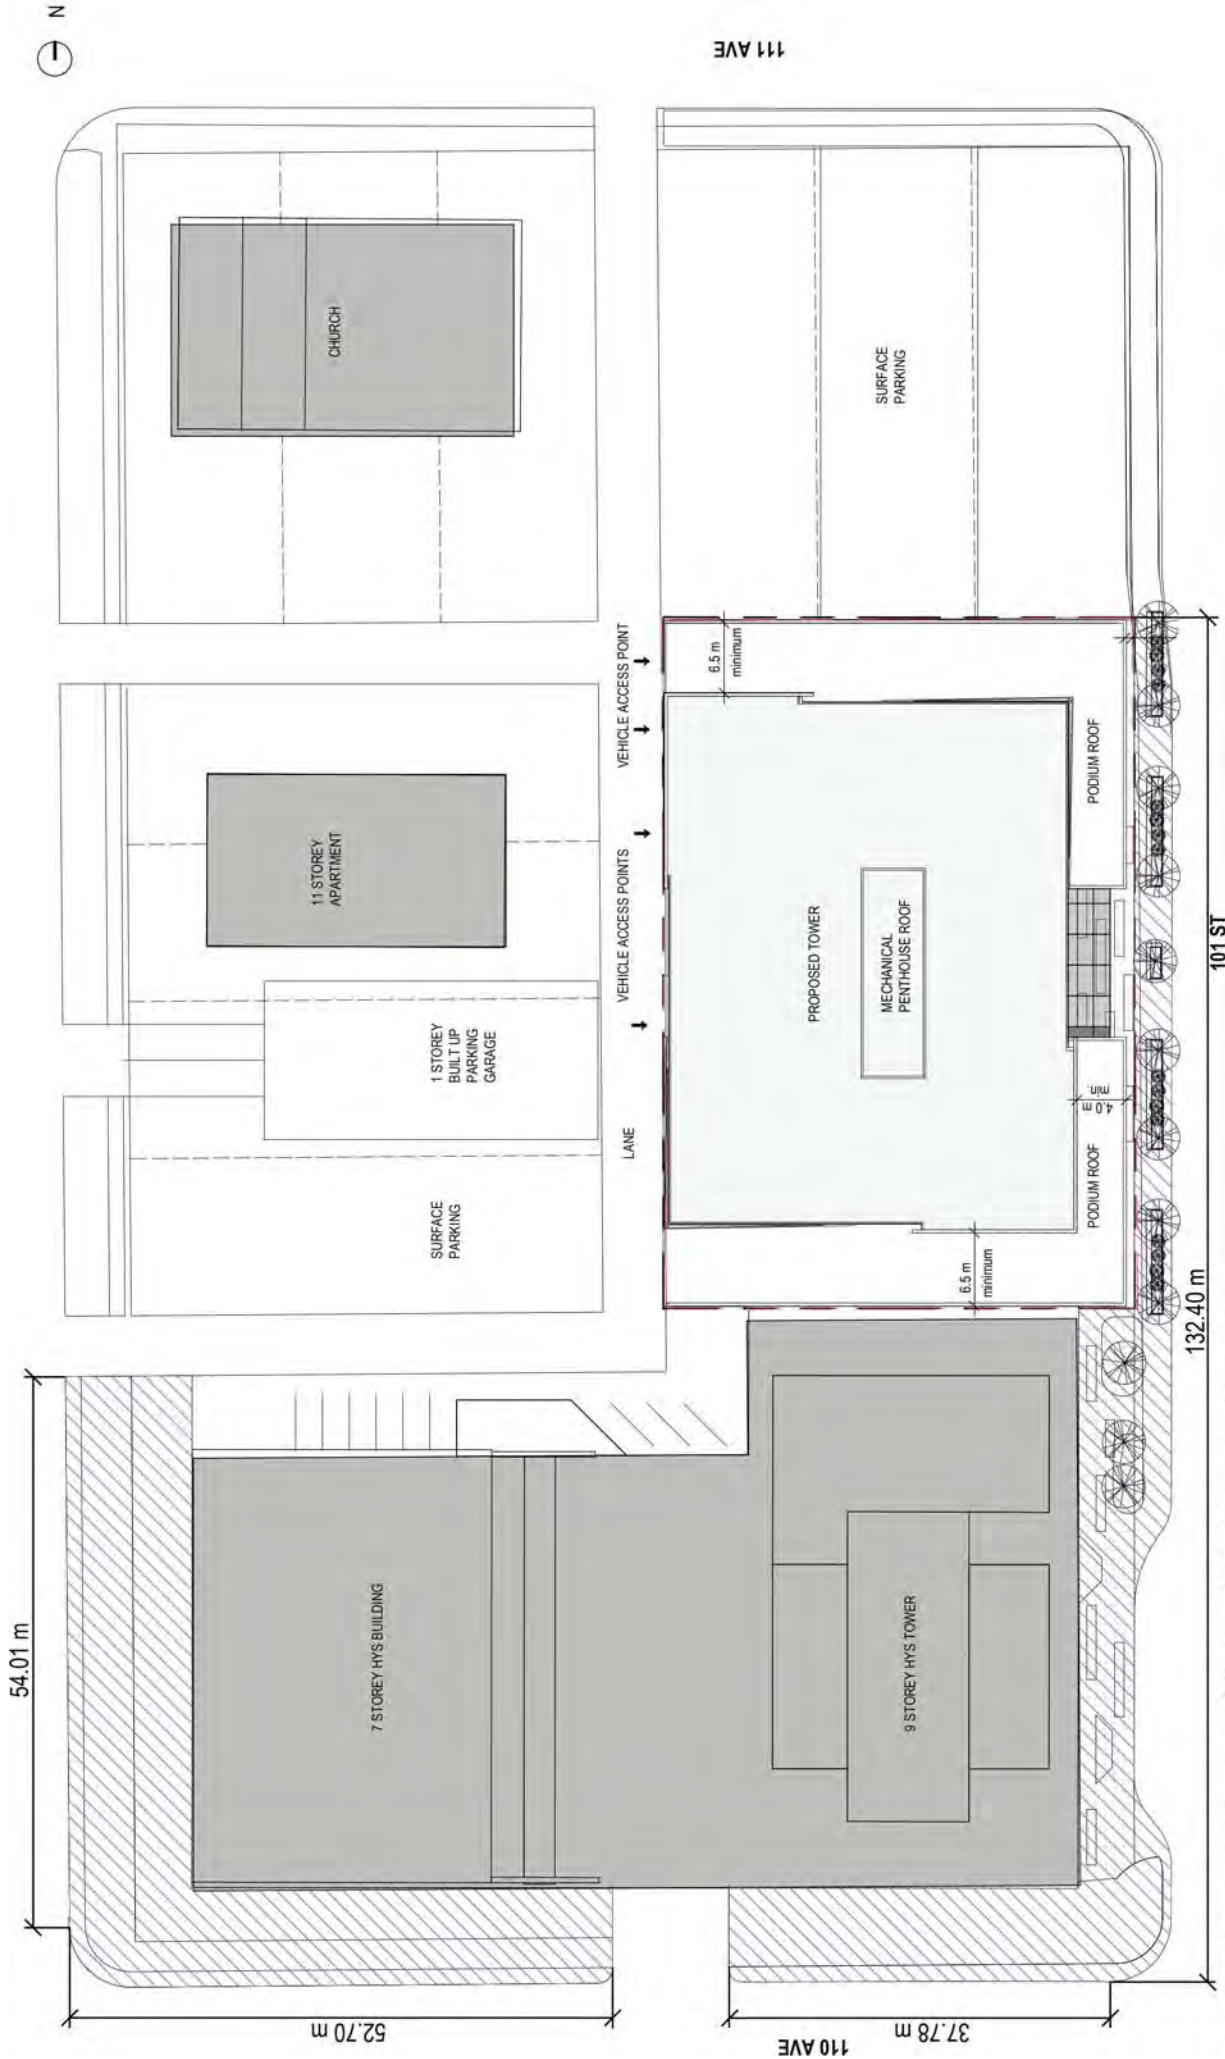 N
111 AVE
CHURCH
SURFACE
PARKING
VEHICLE ACCESS POINT
6.5 m
minimum
PODIUM ROOF
11 STOREY
APARTMENT
VEHICLE ACCESS POINTS
PROPOSED TOWER
MECHANICAL
PENTHOUSE ROOF
101 ST
1 STOREY
BUILT UP
PARKING
GARAGE
4.0 m
min.
LANE
PODIUM ROOF
SURFACE
PARKING
6.5 m
minimum
132.40 m
54.01 m
7 STOREY HYS BUILDING
9 STOREY HYS TOWER
52.70 m
37.78 m
110 AVE